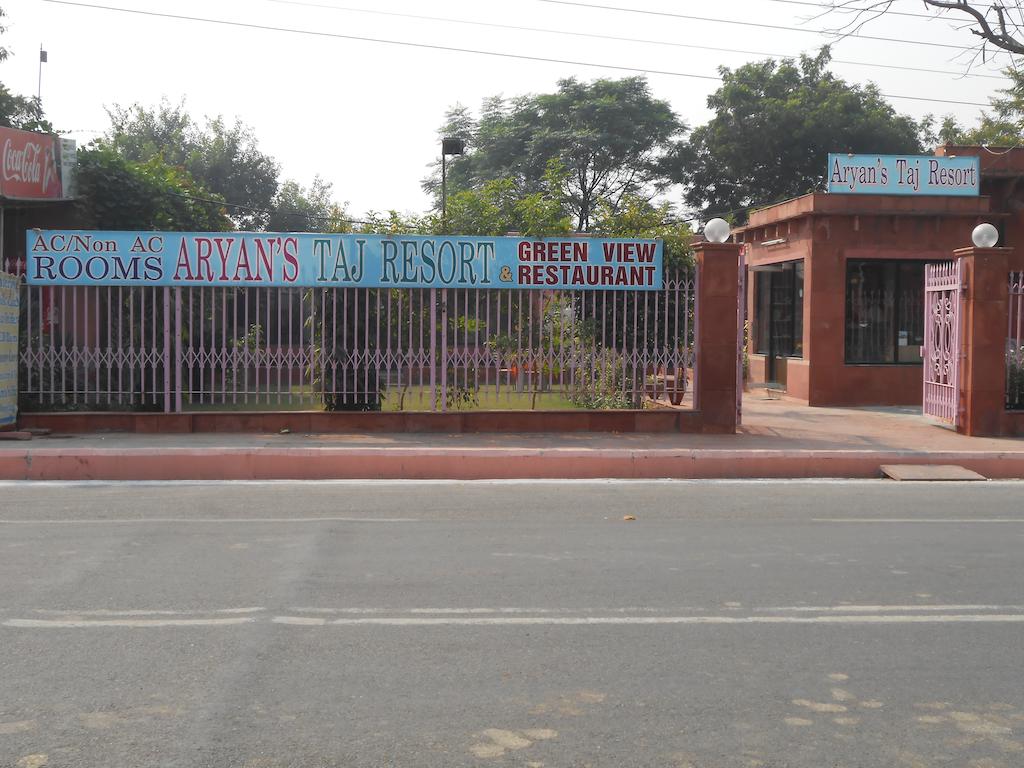 Coca-Cola
AC/Non AC
ROOMS
ARYAN'S TAJ RESORT
&
GREEN VIEW
RESTAURANT
Aryan's Taj Resort